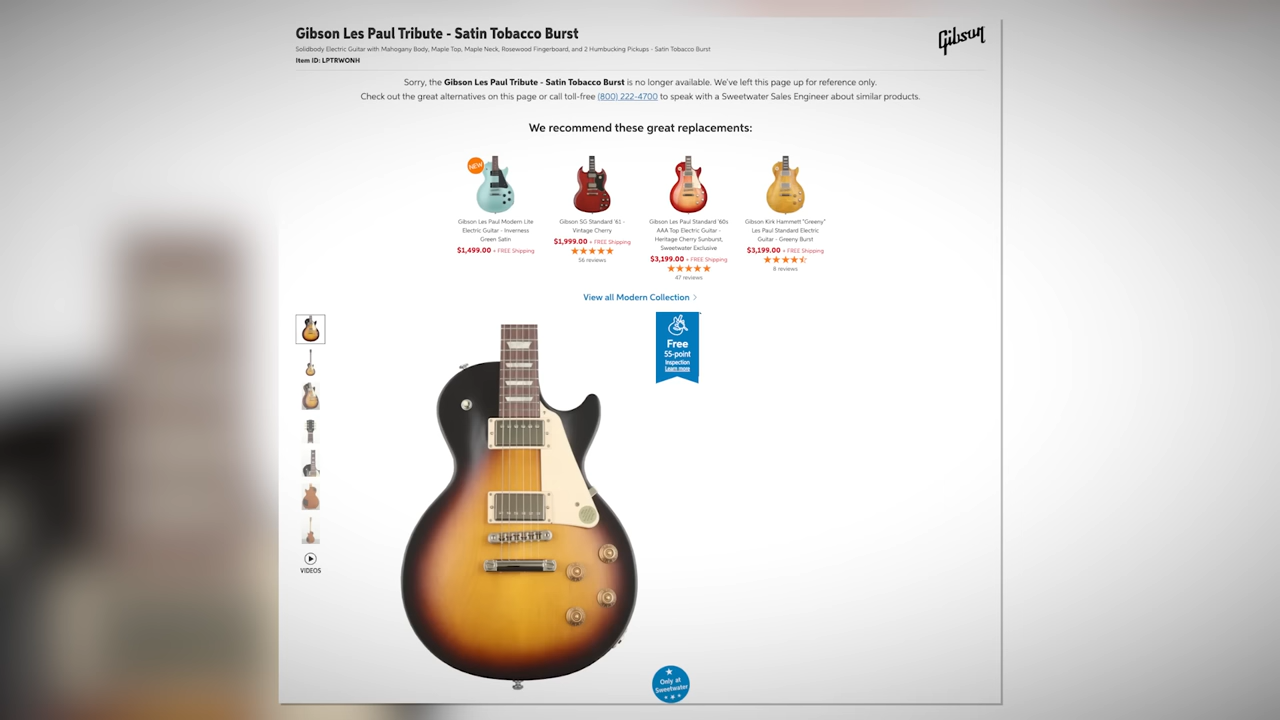 Gibson Les Paul Tribute - Satin Tobacco Burst
Gibson
Solidbody Electric Guitar with Mahogany Body, Maple Top, Maple Neck, Rosewood Fingerboard, and 2 Humbucking Pickups - Satin Tobacco Burst
Item ID: LPTRWONH
Sorry, the Gibson Les Paul Tribute - Satin Tobacco Burst is no longer available. We've left this page up for reference only.
Check out the great alternatives on this page or call toll-free (800) 222-4700 to speak with a Sweetwater Sales Engineer about similar products.
We recommend these great replacements:
NEW
Gibson Les Paul Modern Lite
Electric Guitar - Inverness
Green Satin
$1,499.00 + FREE Shipping
Gibson SG Standard '61 -
Vintage Cherry
$1,999.00 + FREE Shipping
56 reviews
Gibson Les Paul Standard '60s
AAA Top Electric Guitar -
Heritage Cherry Sunburst,
Sweetwater Exclusive
$3,199.00 + FREE Shipping
47 reviews
Gibson Kirk Hammett "Greeny"
Les Paul Standard Electric
Guitar - Greeny Burst
$3,199.00 + FREE Shipping
8 reviews
View all Modern Collection
Free
55-point
Inspection
Learn more
VIDEOS
Only at
Sweetwater